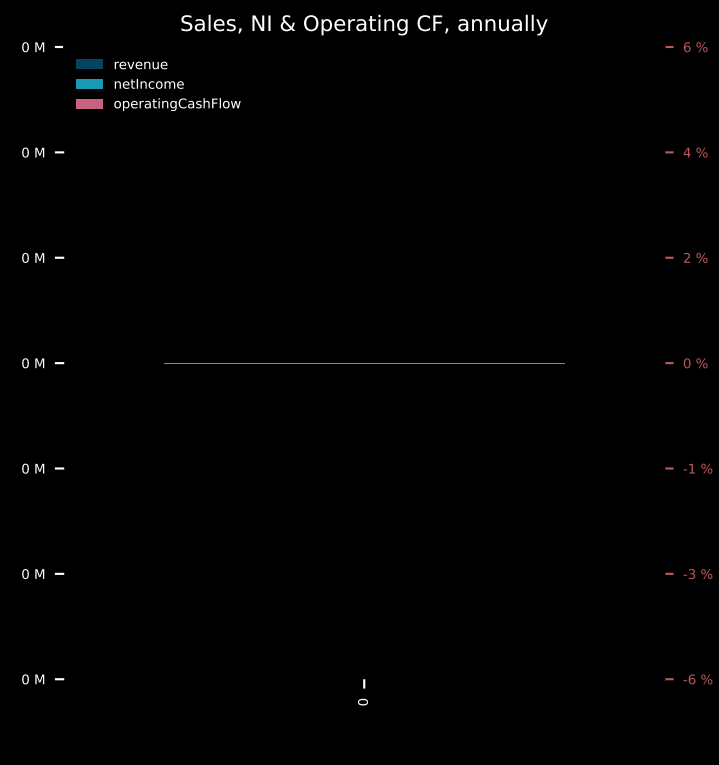 Sales, NI & Operating CF, annually
0 M
6 %
revenue
netIncome
operatingCashFlow
0 M
4 %
0 M
2 %
0 M
0 %
0 M
-1 %
0 M
-3 %
0 M
-6 %
0